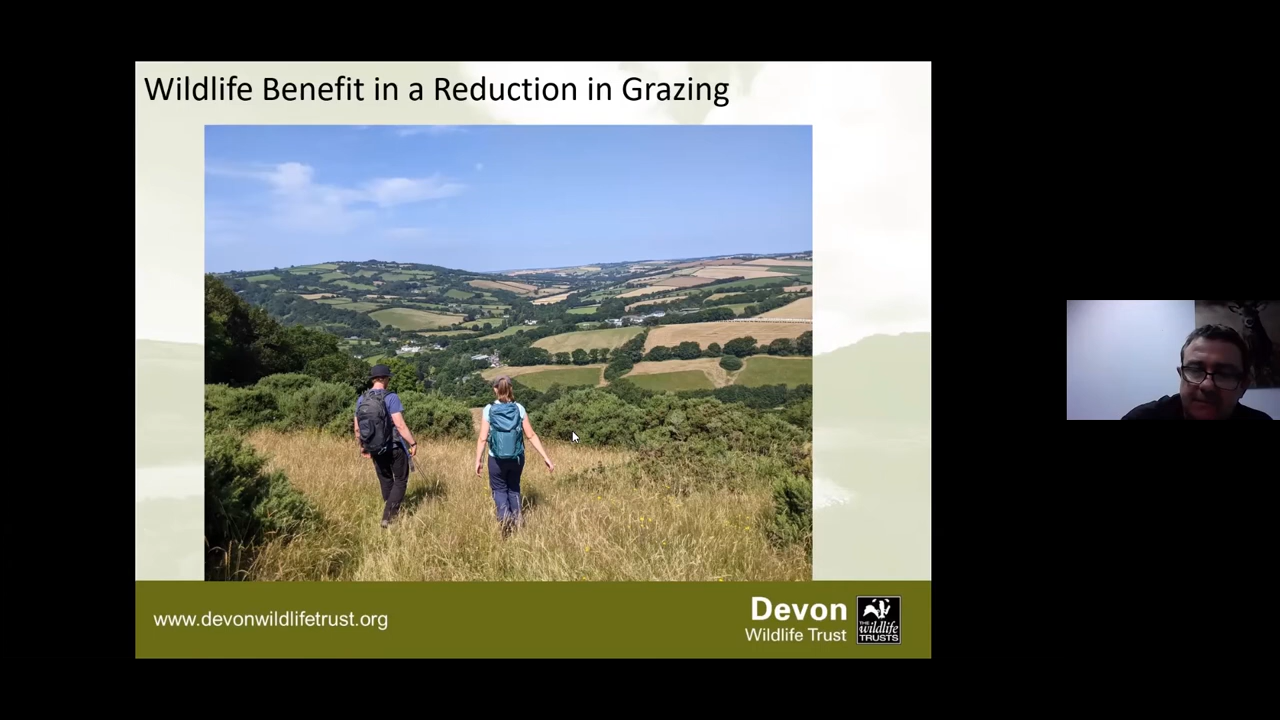 Wildlife Benefit in a Reduction in Grazing
www.devonwildlifetrust.org
Devon
Wildlife Trust
THE
wildlife
TRUSTS